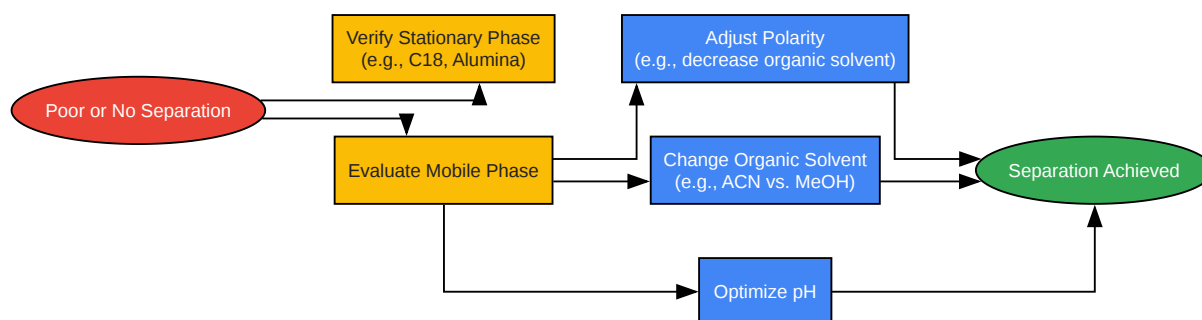 Poor or No Separation
Verify Stationary Phase
(e.g., C18, Alumina)
Evaluate Mobile Phase
Adjust Polarity
(e.g., decrease organic solvent)
Change Organic Solvent
(e.g., ACN vs. MeOH)
Optimize pH
Separation Achieved